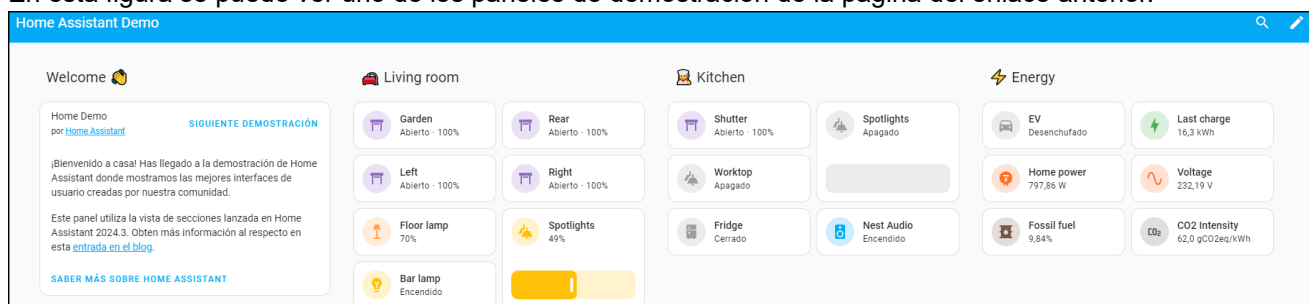 En esta figura se puede ver uno de los paneles de demostración de la página del enlace anterior.
Home Assistant Demo
Welcome
Home Demo
por Home Assistant
SIGUIENTE DEMOSTRACIÓN
¡Bienvenido a casa! Has llegado a la demostración de Home
Assistant donde mostramos las mejores interfaces de
usuario creadas por nuestra comunidad.
Este panel utiliza la vista de secciones lanzada en Home
Assistant 2024.3. Obten más información al respecto en
esta entrada en el blog.
SABER MÁS SOBRE HOME ASSISTANT
Living room
Garden
Abierto · 100%
Rear
Abierto · 100%
Left
Abierto · 100%
Right
Abierto · 100%
Floor lamp
70%
Spotlights
49%
Bar lamp
Encendido
Kitchen
Shutter
Abierto · 100%
Spotlights
Apagado
Worktop
Apagado
Fridge
Cerrado
Nest Audio
Encendido
Energy
EV
Desenchufado
Last charge
16,3 kWh
Home power
797,86 W
Voltage
232,19 V
Fossil fuel
9,84%
CO2
CO2 Intensity
62,0 gCO2eq/kWh